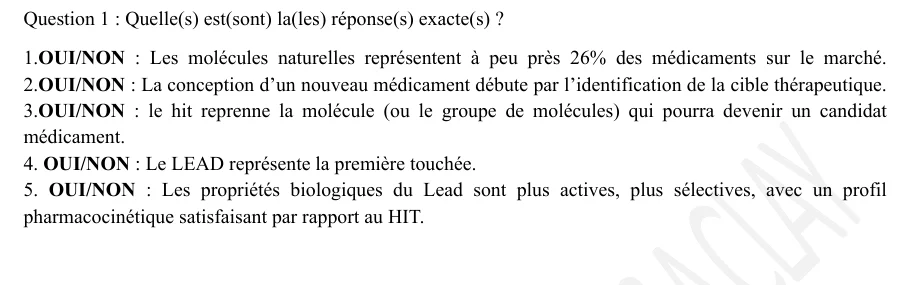 Question 1 : Quelle(s) est(sont) la(les) réponse(s) exacte(s) ?
1.OUI/NON : Les molécules naturelles représentent à peu près 26% des médicaments sur le marché.
2.OUI/NON : La conception d’un nouveau médicament débute par l’identification de la cible thérapeutique.
3.OUI/NON : le hit reprenne la molécule (ou le groupe de molécules) qui pourra devenir un candidat
médicament.
4. OUI/NON : Le LEAD représente la première touchée.
5. OUI/NON : Les propriétés biologiques du Lead sont plus actives, plus sélectives, avec un profil
pharmacocinétique satisfaisant par rapport au HIT.
ACLAY